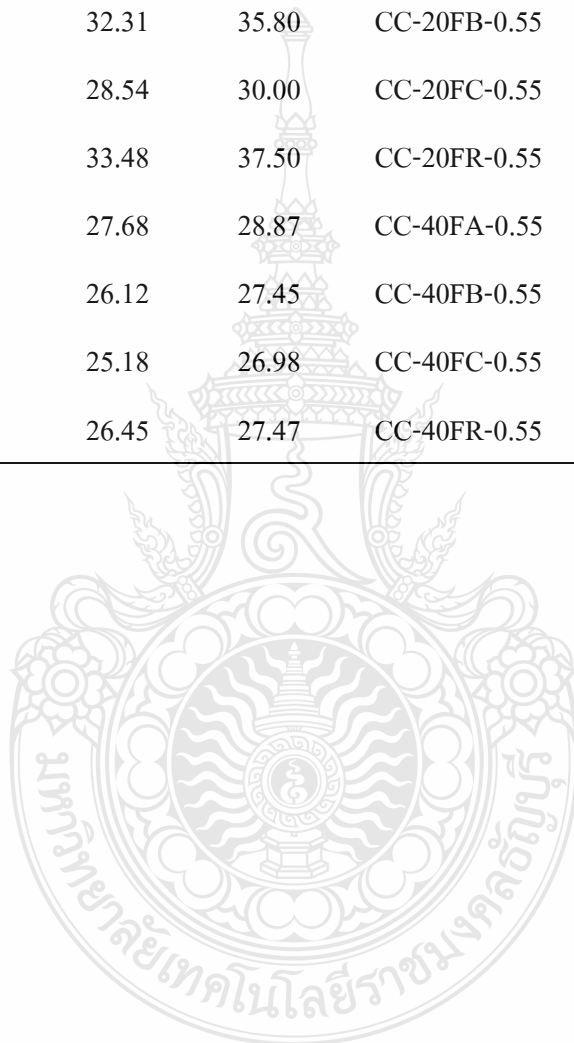 32.31 35.80 CC-20FB-0.55
28.54 30.00 CC-20FC-0.55
33.48 37.50 CC-20FR-0.55
27.68 28.87 CC-40FA-0.55
26.12 27.45 CC-40FB-0.55
25.18 26.98 CC-40FC-0.55
26.45 27.47 CC-40FR-0.55
มหาวิทยาลัยเทคโนโลยีราชมงคลธัญบุรี